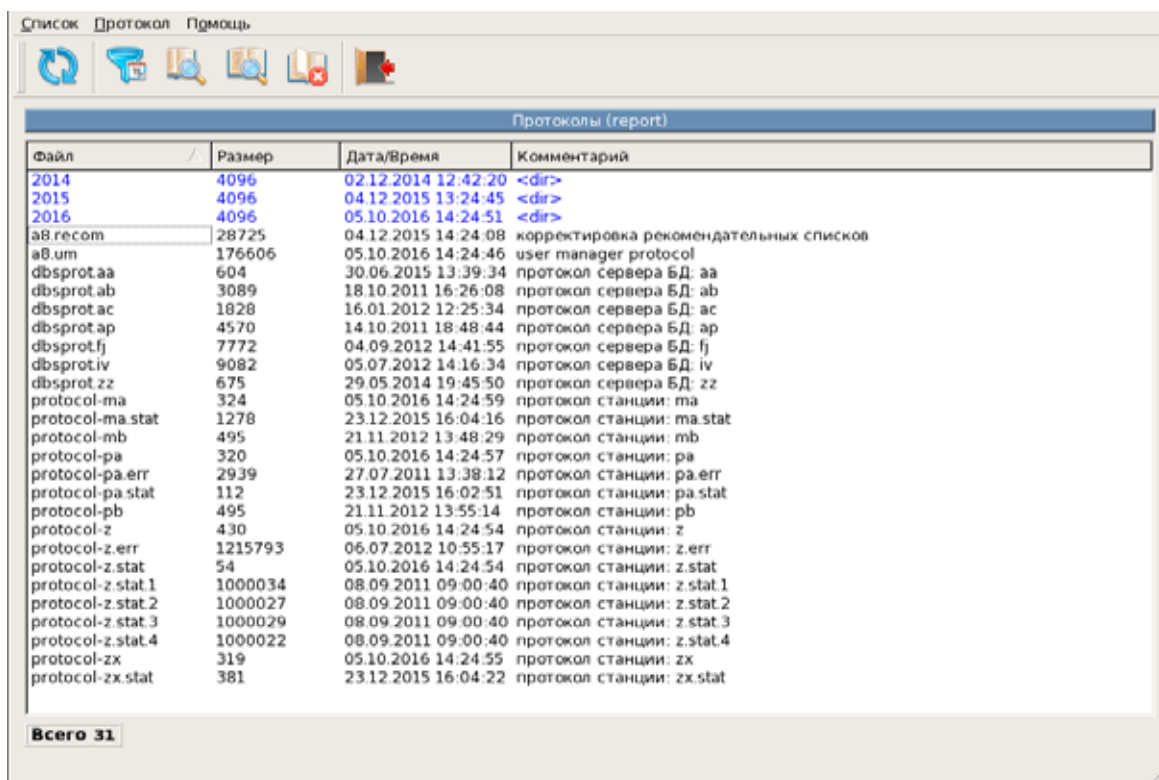 Список Протокол Помощь
Протоколы (report)
Файл Размер Дата/Время Комментарий
2014 4096 02.12.2014 12:42:20 <dir>
2015 4096 04.12.2015 13:24:45 <dir>
2016 4096 05.10.2016 14:24:51 <dir>
a8.recom 28725 04.12.2015 14:24:08 корректировка рекомендательных списков
a8.um 176606 05.10.2016 14:24:46 user manager protocol
dbsprot.aa 604 30.06.2015 13:39:34 протокол сервера БД: aa
dbsprot.ab 3089 18.10.2011 16:26:08 протокол сервера БД: ab
dbsprot.ac 1828 16.01.2012 12:25:34 протокол сервера БД: ac
dbsprot.ap 4570 14.10.2011 18:48:44 протокол сервера БД: ap
dbsprot.fj 7772 04.09.2012 14:41:55 протокол сервера БД: fj
dbsprot.iv 9082 05.07.2012 14:16:34 протокол сервера БД: iv
dbsprot.zz 675 29.05.2014 19:45:50 протокол сервера БД: zz
protocol-ma 324 05.10.2016 14:24:59 протокол станции: ma
protocol-ma.stat 1278 23.12.2015 16:04:16 протокол станции: ma.stat
protocol-mb 495 21.11.2012 13:48:29 протокол станции: mb
protocol-pa 320 05.10.2016 14:24:57 протокол станции: pa
protocol-pa.err 2939 27.07.2011 13:38:12 протокол станции: pa.err
protocol-pa.stat 112 23.12.2015 16:02:51 протокол станции: pa.stat
protocol-pb 495 21.11.2012 13:55:14 протокол станции: pb
protocol-z 430 05.10.2016 14:24:54 протокол станции: z
protocol-z.err 1215793 06.07.2012 10:55:17 протокол станции: z.err
protocol-z.stat 54 05.10.2016 14:24:54 протокол станции: z.stat
protocol-z.stat.1 1000034 08.09.2011 09:00:40 протокол станции: z.stat.1
protocol-z.stat.2 1000027 08.09.2011 09:00:40 протокол станции: z.stat.2
protocol-z.stat.3 1000029 08.09.2011 09:00:40 протокол станции: z.stat.3
protocol-z.stat.4 1000022 08.09.2011 09:00:40 протокол станции: z.stat.4
protocol-zx 319 05.10.2016 14:24:55 протокол станции: zx
protocol-zx.stat 381 23.12.2015 16:04:22 протокол станции: zx.stat
Всего 31